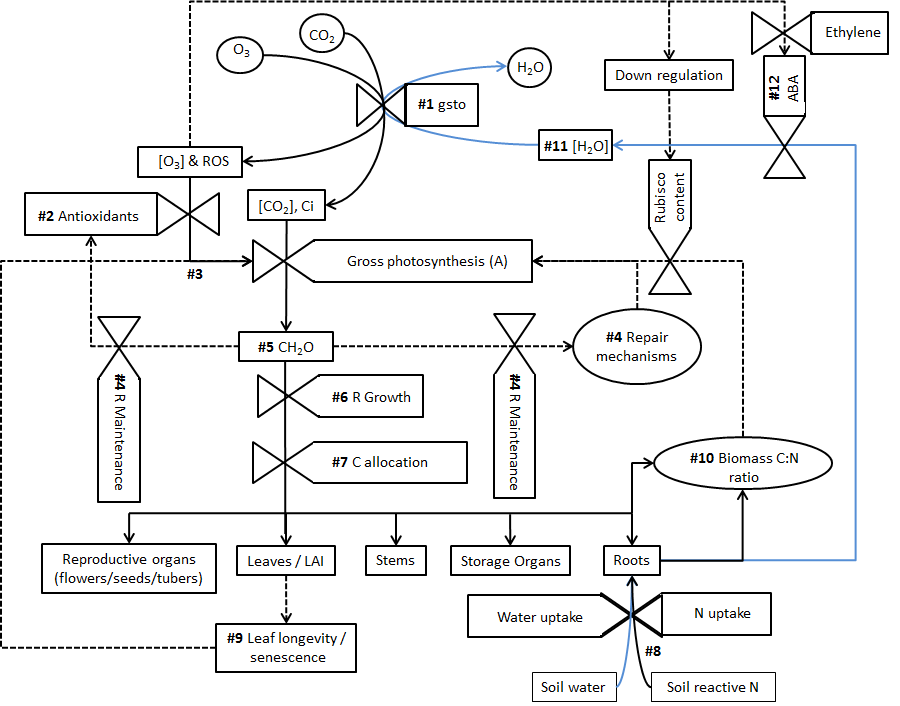 Ethylene
CO2
O3
H2O
Down regulation
#12
ABA
#1 gsto
#11 [H2O]
[O3] & ROS
Rubisco
content
#2 Antioxidants
[CO2], Ci
Gross photosynthesis (A)
#3
#4 Repair
mechanisms
#5 CH2O
#4 R Maintenance
#4 R Maintenance
#6 R Growth
#7 C allocation
#10 Biomass C:N
ratio
Reproductive organs
(flowers/seeds/tubers)
Leaves / LAI
Stems
Storage Organs
Roots
Water uptake
N uptake
#9 Leaf longevity /
senescence
#8
Soil water
Soil reactive N